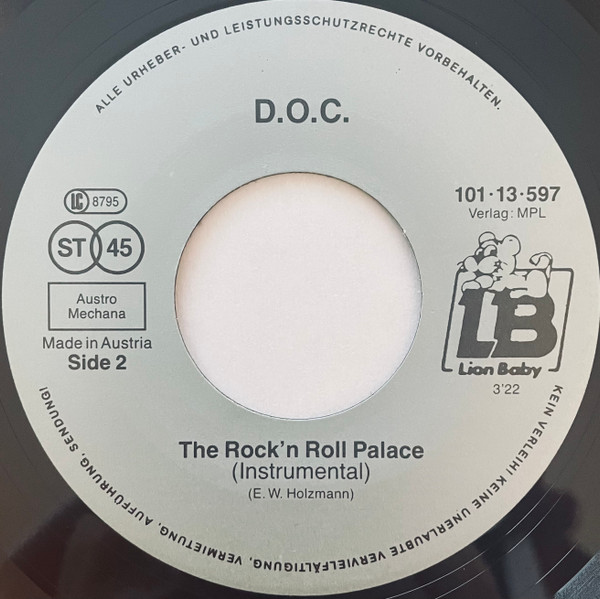 ALLE URHEBER- UND LEISTUNGSSCHUTZRECHTE VORBEHALTEN.
D.O.C.
LC 8795
ST 45
Austro
Mechana
Made in Austria
Side 2
101·13·597
Verlag: MPL
LB
Lion Baby
3'22
The Rock'n Roll Palace
(Instrumental)
(E. W. Holzmann)
KEIN VERLEIH! KEINE UNERLAUBTE VERVIELFÄLTIGUNG, VERMIETUNG, AUFFÜHRUNG, SENDUNG!